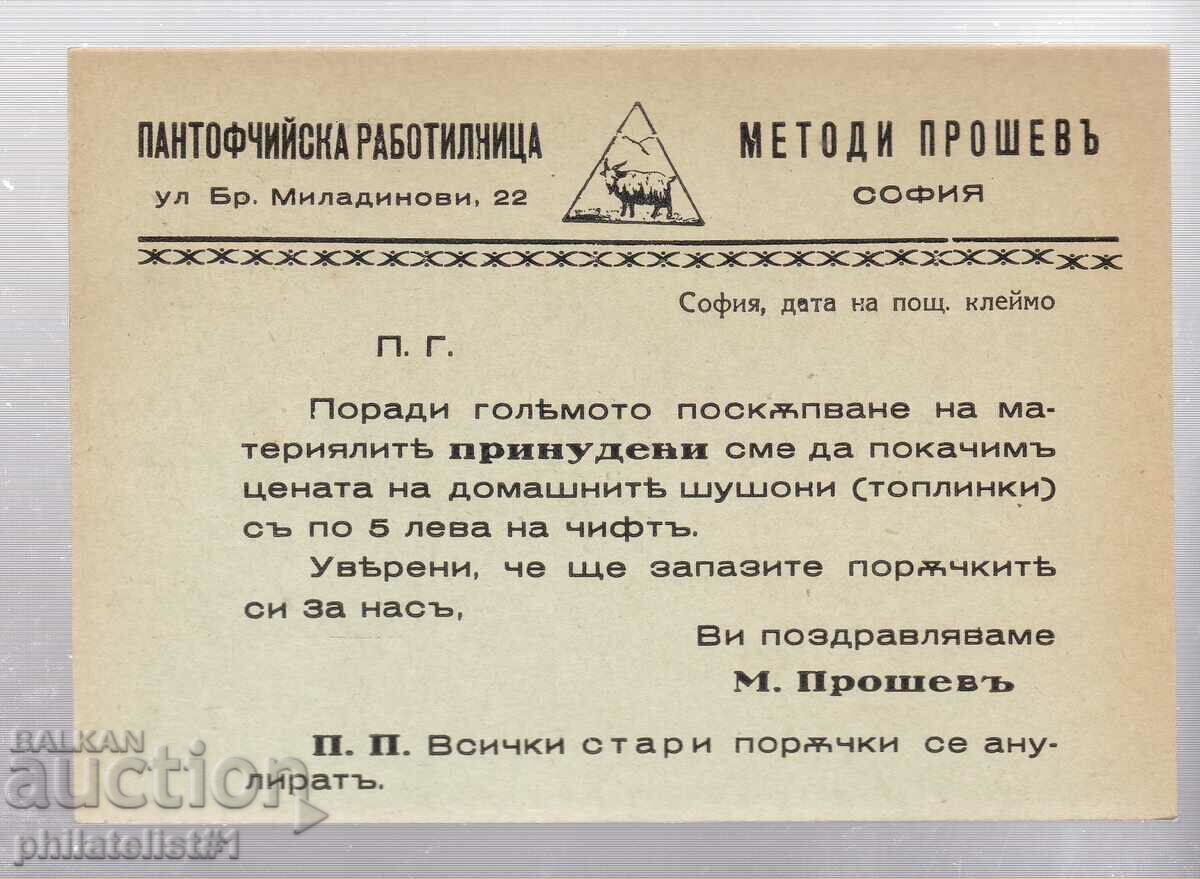 ПАНТОФЧИЙСКА РАБОТИЛНИЦА
ул Бр. Миладинови, 22
МЕТОДИ ПРОШЕВЪ
СОФИЯ
София, дата на пощ. клеймо
П. Г.
Поради голѣмото поскѫпване на ма-
териялитѣ принудени сме да покачимъ
цената на домашнитѣ шушони (топлинки)
съ по 5 лева на чифтъ.
Увѣрени, че ще запазите порѫчкитѣ
си за насъ,
Ви поздравляваме
М. Прошевъ
П. П. Всички стари порѫчки се ану-
лиратъ.
BALKAN
auction
philatelist#1